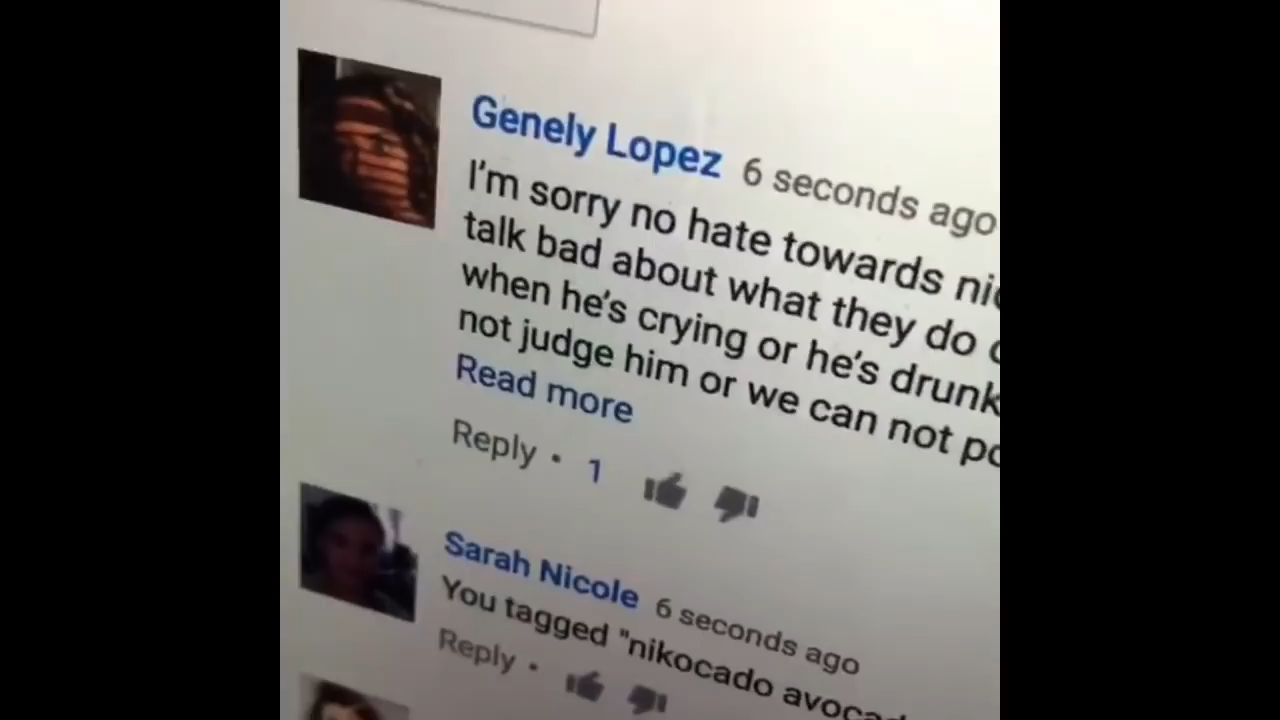 Genely Lopez 6 seconds ago
I'm sorry no hate towards
talk bad about what they do
when he's crying or he's drunk
not judge him or we can not
Read more
Reply • 1
Sarah Nicole 6 seconds ago
You tagged "nikocado
Reply •